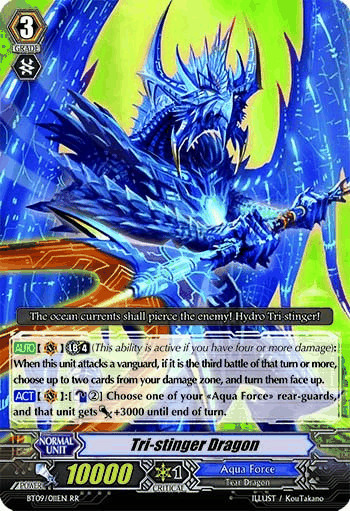 3
GRADE
The ocean currents shall pierce the enemy! Hydro Tri-stinger!
AUTO [ ] LB 4 (This ability is active if you have four or more damage):
When this unit attacks a vanguard, if it is the third battle of that turn or more,
choose up to two cards from your damage zone, and turn them face up.
ACT [ ]:[ ②] Choose one of your «Aqua Force» rear-guards,
and that unit gets +3000 until end of turn.
NORMAL UNIT
Tri-stinger Dragon
POWER 10000
1 CRITICAL
Aqua Force
Tear Dragon
BT09/011EN RR
ILLUST / KouTakano